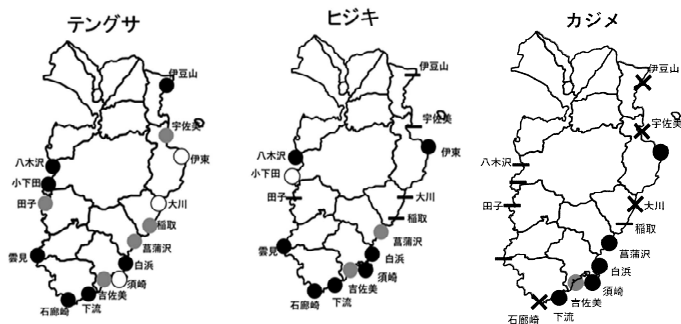 テングサ
伊豆山
宇佐美
伊東
八木沢
小下田
田子
大川
稲取
菖蒲沢
白浜
雲見
須崎
吉佐美
下流
石廊崎
ヒジキ
伊豆山
宇佐美
伊東
八木沢
小下田
田子
大川
稲取
菖蒲沢
白浜
雲見
須崎
吉佐美
下流
石廊崎
カジメ
伊豆山
宇佐美
八木沢
田子
大川
稲取
菖蒲沢
白浜
須崎
吉佐美
下流
石廊崎